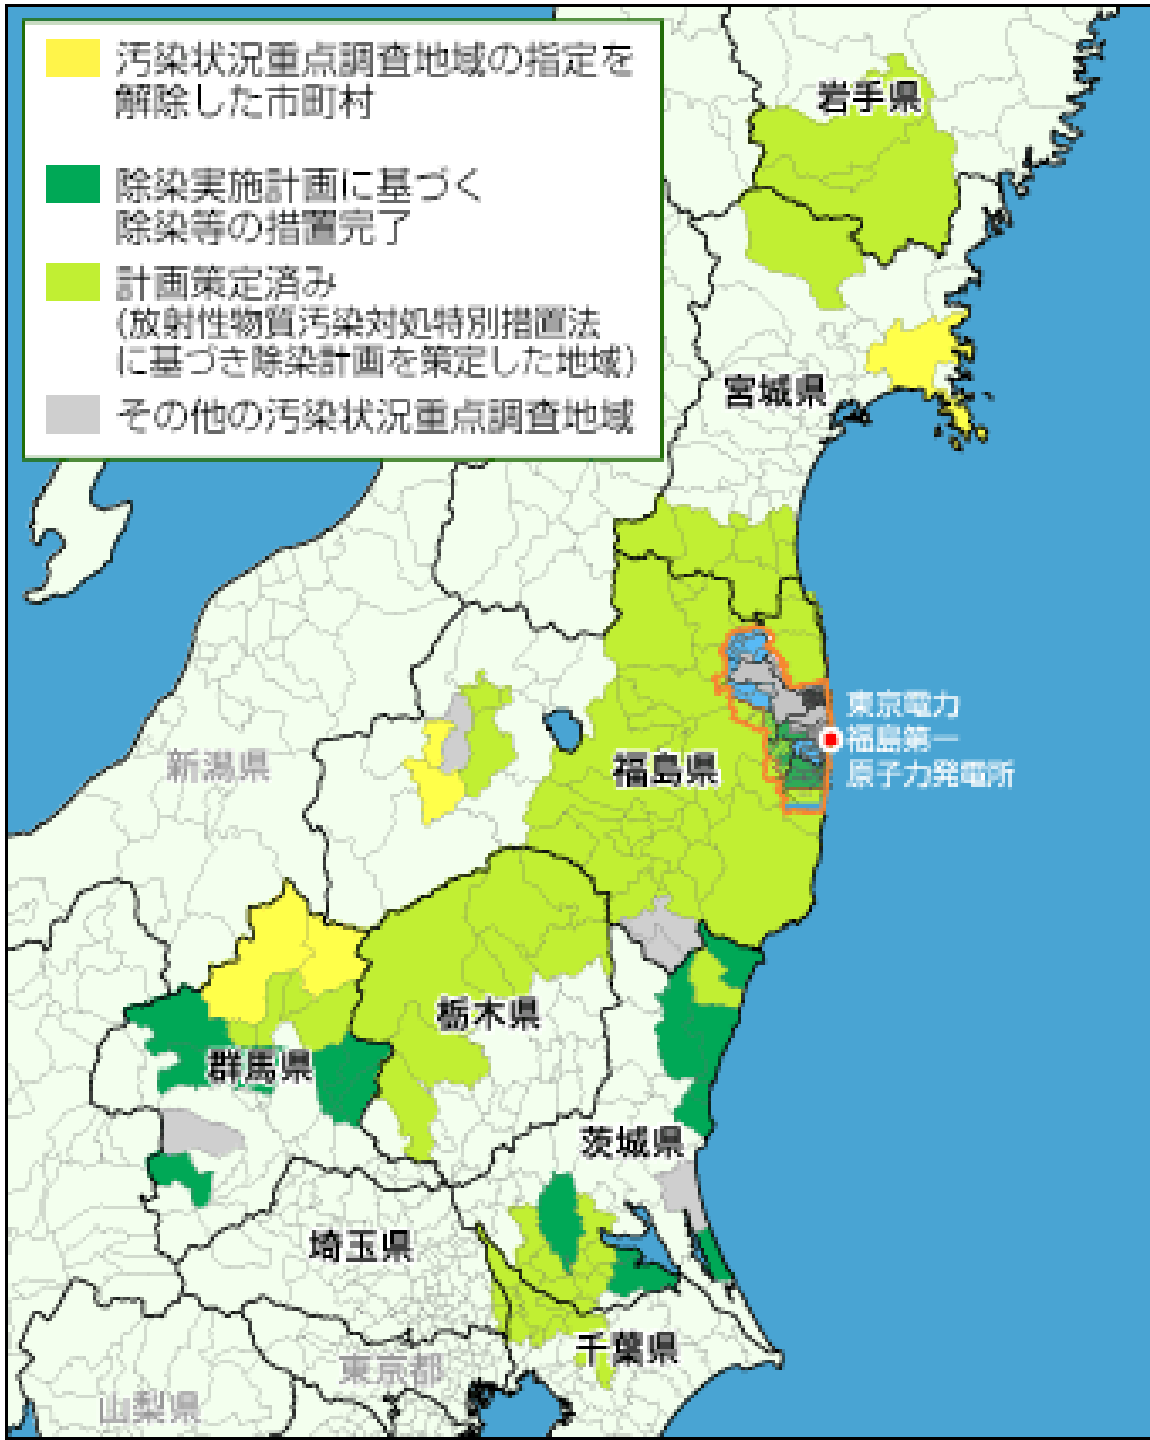 汚染状況重点調査地域の指定を
解除した市町村
除染実施計画に基づく
除染等の措置完了
計画策定済み
(放射性物質汚染対処特別措置法
に基づき除染計画を策定した地域)
その他の汚染状況重点調査地域
岩手県
宮城県
新潟県
福島県
東京電力
福島第一
原子力発電所
栃木県
群馬県
茨城県
埼玉県
千葉県
東京都
山梨県